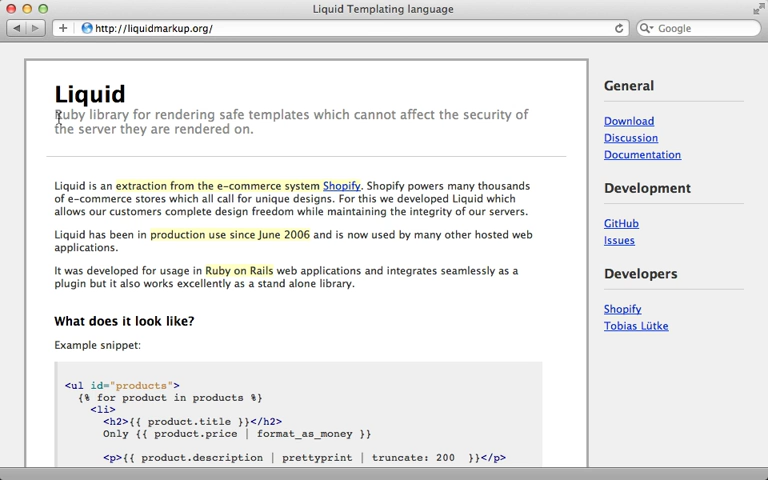 Liquid Templating language
http://liquidmarkup.org/
Google
Liquid
Ruby library for rendering safe templates which cannot affect the security of
the server they are rendered on.
Liquid is an extraction from the e-commerce system Shopify. Shopify powers many thousands
of e-commerce stores which all call for unique designs. For this we developed Liquid which
allows our customers complete design freedom while maintaining the integrity of our servers.
Liquid has been in production use since June 2006 and is now used by many other hosted web
applications.
It was developed for usage in Ruby on Rails web applications and integrates seamlessly as a
plugin but it also works excellently as a stand alone library.
What does it look like?
Example snippet:
<ul id="products">
{% for product in products %}
<li>
<h2>{{ product.title }}</h2>
Only {{ product.price | format_as_money }}
<p>{{ product.description | prettyprint | truncate: 200  }}</p>
General
Download
Discussion
Documentation
Development
GitHub
Issues
Developers
Shopify
Tobias Lütke